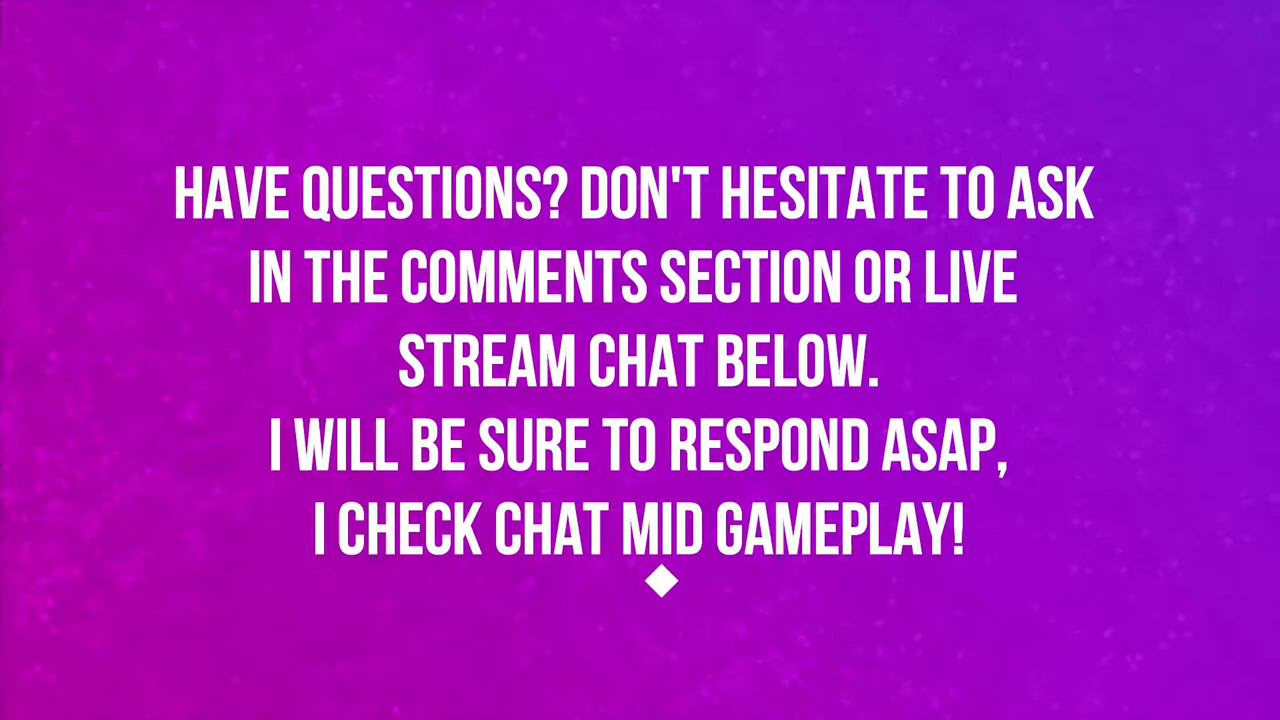 HAVE QUESTIONS? DON'T HESITATE TO ASK
IN THE COMMENTS SECTION OR LIVE
STREAM CHAT BELOW.
I WILL BE SURE TO RESPOND ASAP,
I CHECK CHAT MID GAMEPLAY!